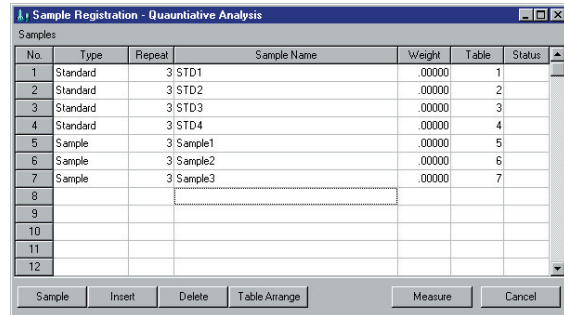 Sample Registration - Quauntiative Analysis
Samples
No. Type Repeat Sample Name Weight Table Status
1 Standard 3 STD1 .00000 1
2 Standard 3 STD2 .00000 2
3 Standard 3 STD3 .00000 3
4 Standard 3 STD4 .00000 4
5 Sample 3 Sample1 .00000 5
6 Sample 3 Sample2 .00000 6
7 Sample 3 Sample3 .00000 7
8
9
10
11
12
Sample Insert Delete Table Arrange Measure Cancel